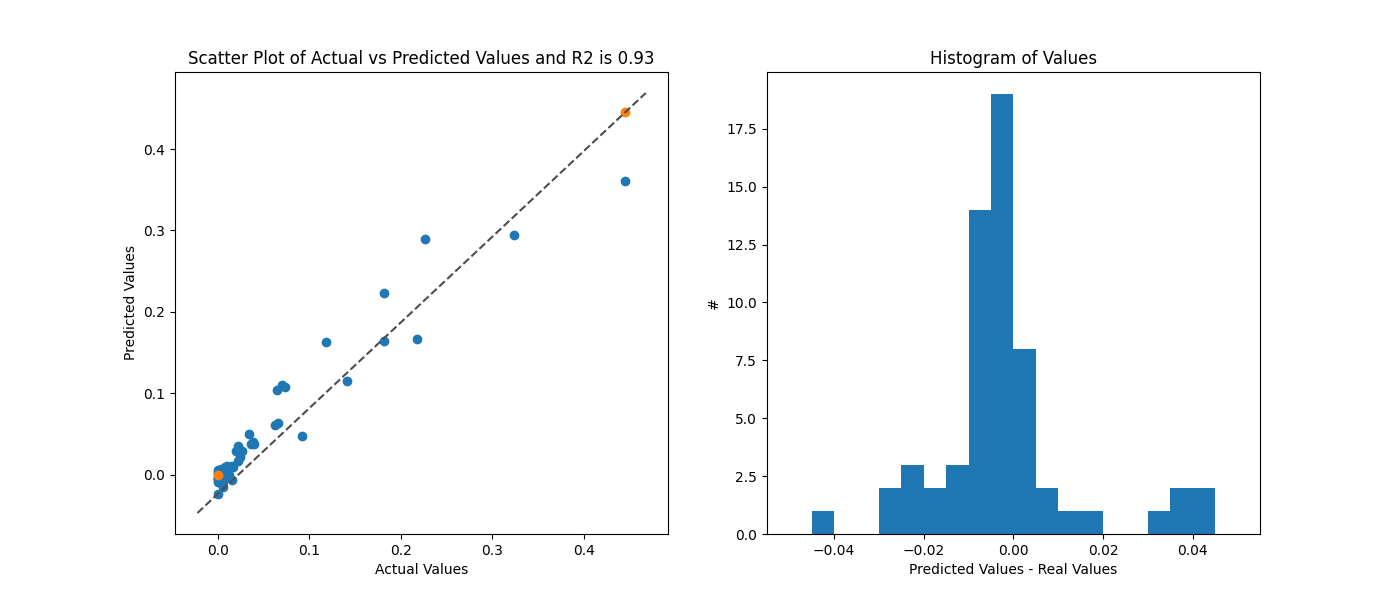 Scatter Plot of Actual vs Predicted Values and R2 is 0.93
Predicted Values
0.4
0.3
0.2
0.1
0.0
0.0 0.1 0.2 0.3 0.4
Actual Values
Histogram of Values
#
17.5
15.0
12.5
10.0
7.5
5.0
2.5
0.0
−0.04 −0.02 0.00 0.02 0.04
Predicted Values - Real Values